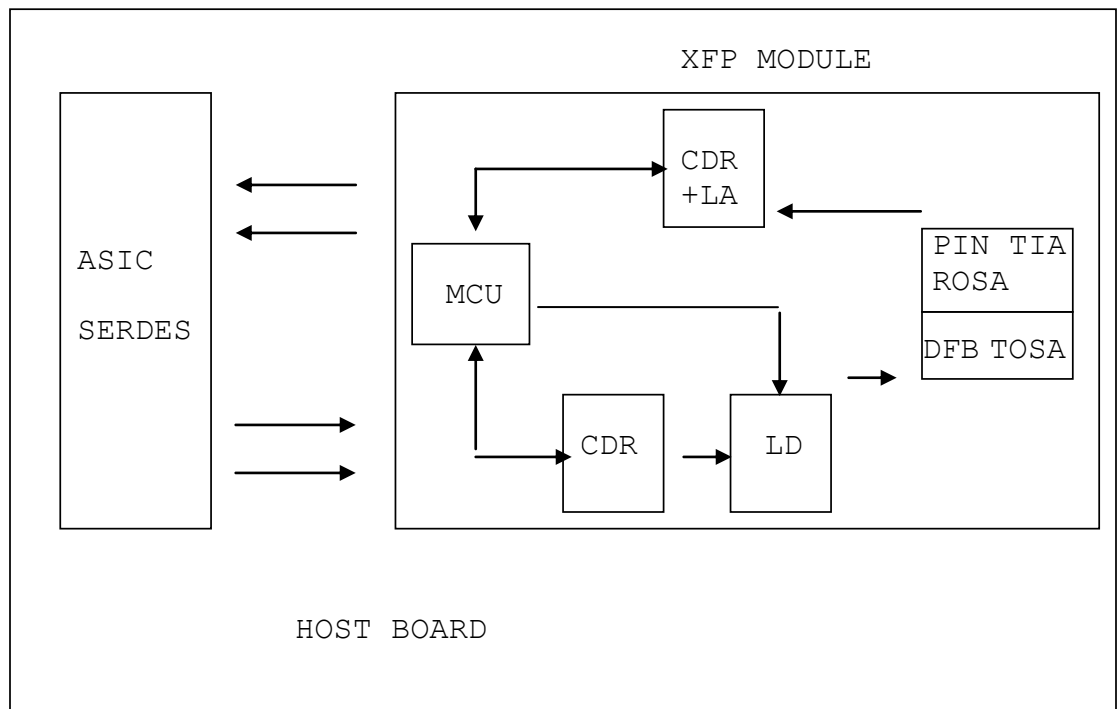 XFP MODULE
CDR
+LA
ASIC
SERDES
MCU
PIN TIA
ROSA
DFB TOSA
CDR
LD
HOST BOARD